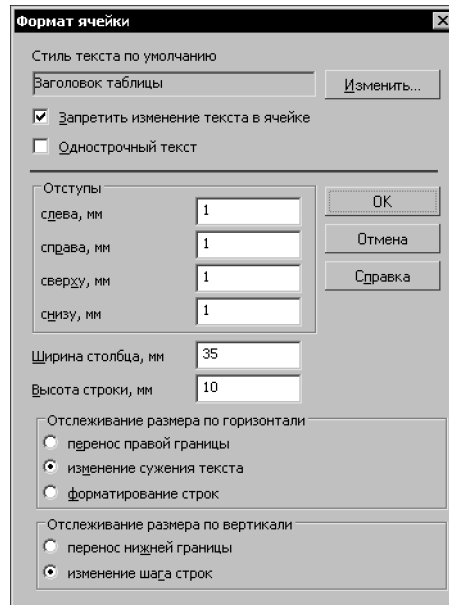 Формат ячейки
Стиль текста по умолчанию
Заголовок таблицы
Изменить...
Запретить изменение текста в ячейке
Однострочный текст
Отступы
слева, мм 1
справа, мм 1
сверху, мм 1
снизу, мм 1
OK
Отмена
Справка
Ширина столбца, мм 35
Высота строки, мм 10
Отслеживание размера по горизонтали
перенос правой границы
изменение сужения текста
форматирование строк
Отслеживание размера по вертикали
перенос нижней границы
изменение шага строк